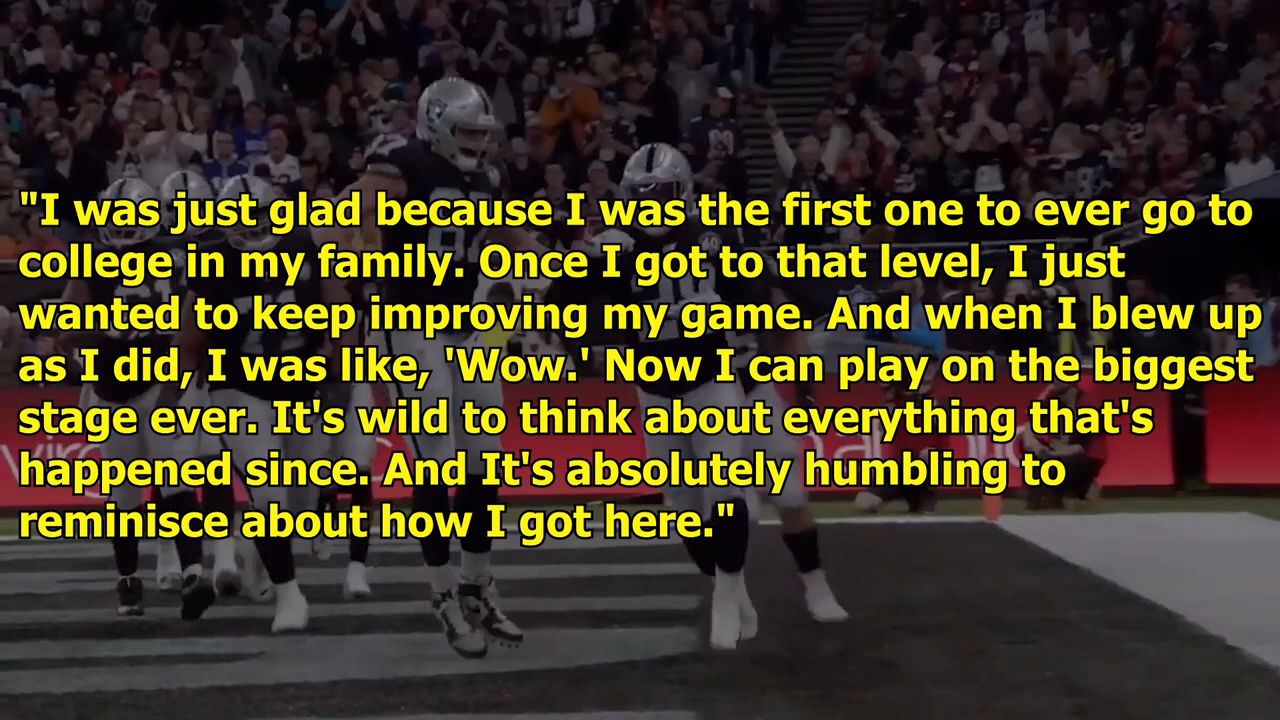 "I was just glad because I was the first one to ever go to
college in my family. Once I got to that level, I just
wanted to keep improving my game. And when I blew up
as I did, I was like, 'Wow.' Now I can play on the biggest
stage ever. It's wild to think about everything that's
happened since. And It's absolutely humbling to
reminisce about how I got here."